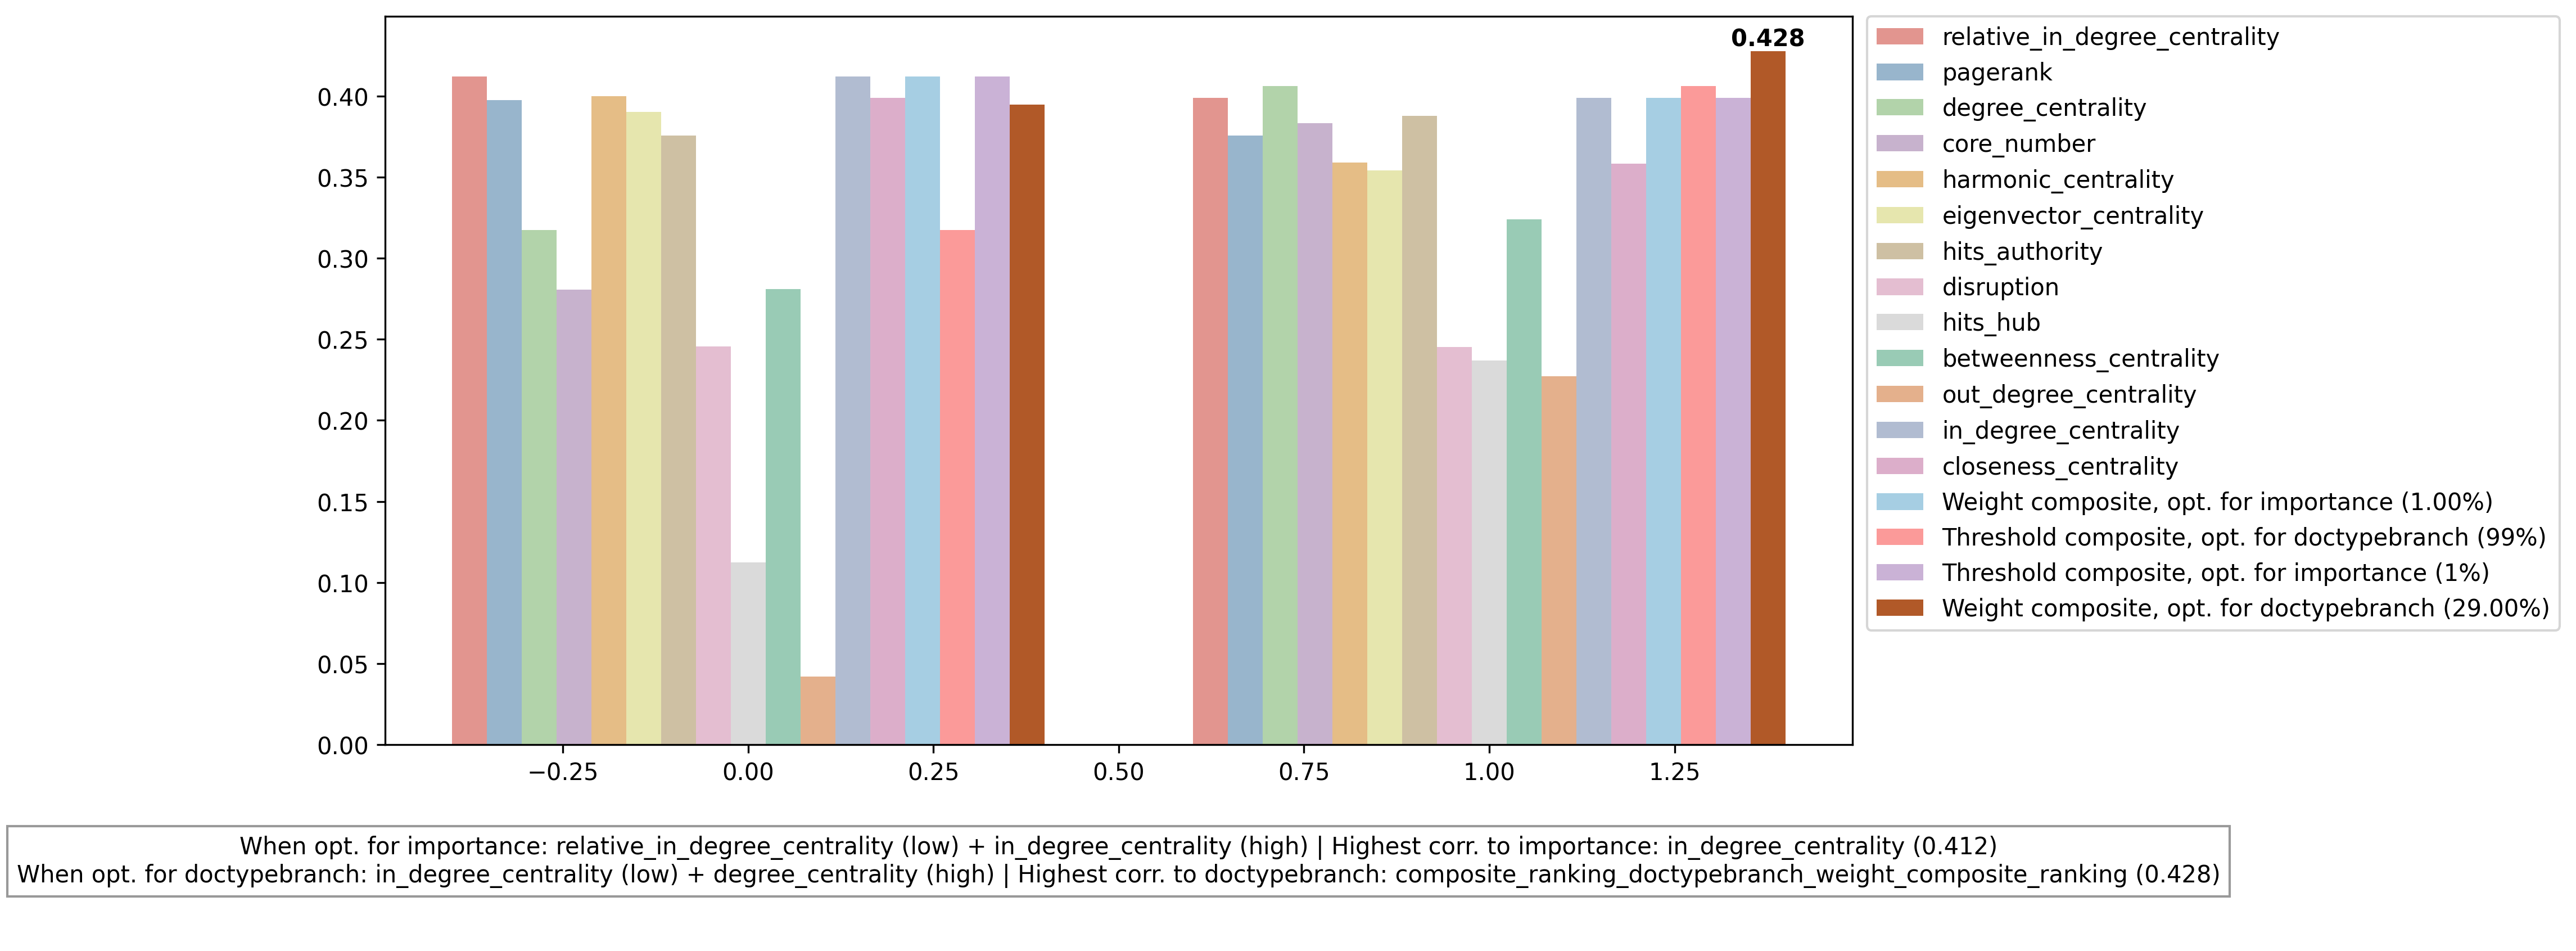 0.428
0.40
0.35
0.30
0.25
0.20
0.15
0.10
0.05
0.00
−0.25 0.00 0.25 0.50 0.75 1.00 1.25
relative_in_degree_centrality
pagerank
degree_centrality
core_number
harmonic_centrality
eigenvector_centrality
hits_authority
disruption
hits_hub
betweenness_centrality
out_degree_centrality
in_degree_centrality
closeness_centrality
Weight composite, opt. for importance (1.00%)
Threshold composite, opt. for doctypebranch (99%)
Threshold composite, opt. for importance (1%)
Weight composite, opt. for doctypebranch (29.00%)
When opt. for importance: relative_in_degree_centrality (low) + in_degree_centrality (high) | Highest corr. to importance: in_degree_centrality (0.412)
When opt. for doctypebranch: in_degree_centrality (low) + degree_centrality (high) | Highest corr. to doctypebranch: composite_ranking_doctypebranch_weight_composite_ranking (0.428)